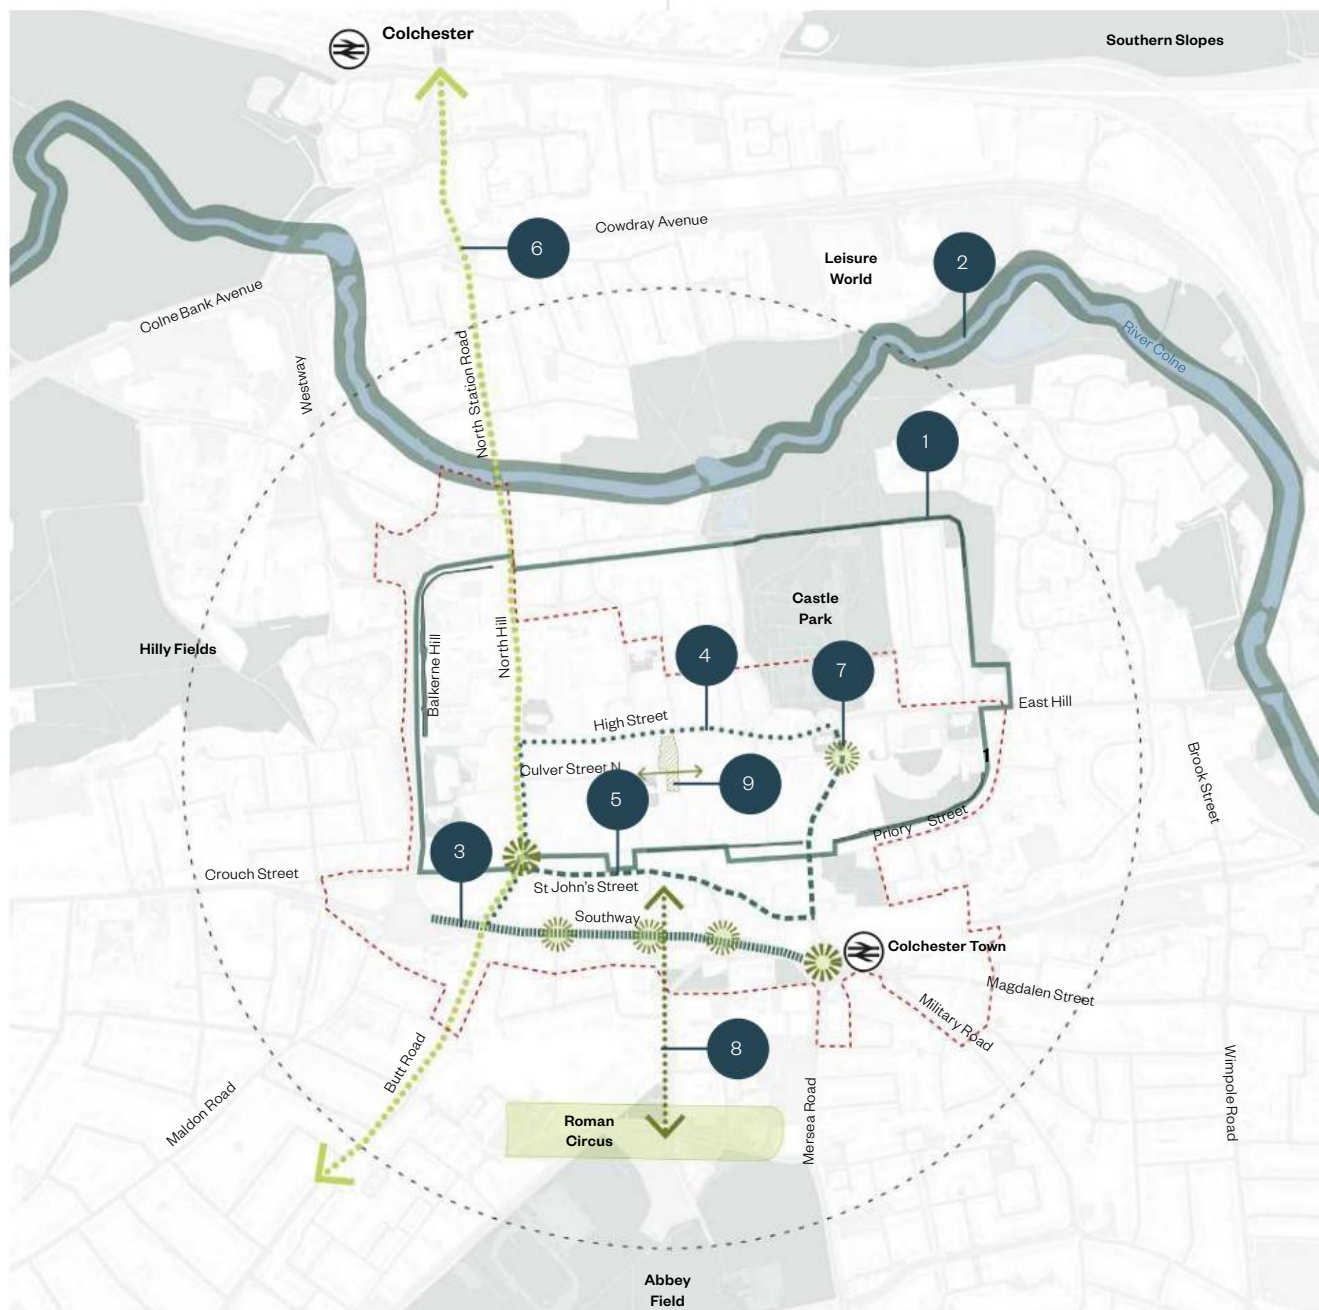 Colchester
Southern Slopes
6
Cowdray Avenue
Leisure
World
2
Colne Bank Avenue
River Colne
Westway
North Station Road
1
Castle
Park
Hilly Fields
Balkerne Hill
North Hill
4
7
East Hill
High Street
Culver Street N
9
1
Brook Street
5
Priory Street
3
Crouch Street
St John's Street
Southway
Colchester Town
Magdalen Street
Military Road
8
Butt Road
Maldon Road
Mersea Road
Wimpole Road
Roman
Circus
Abbey
Field